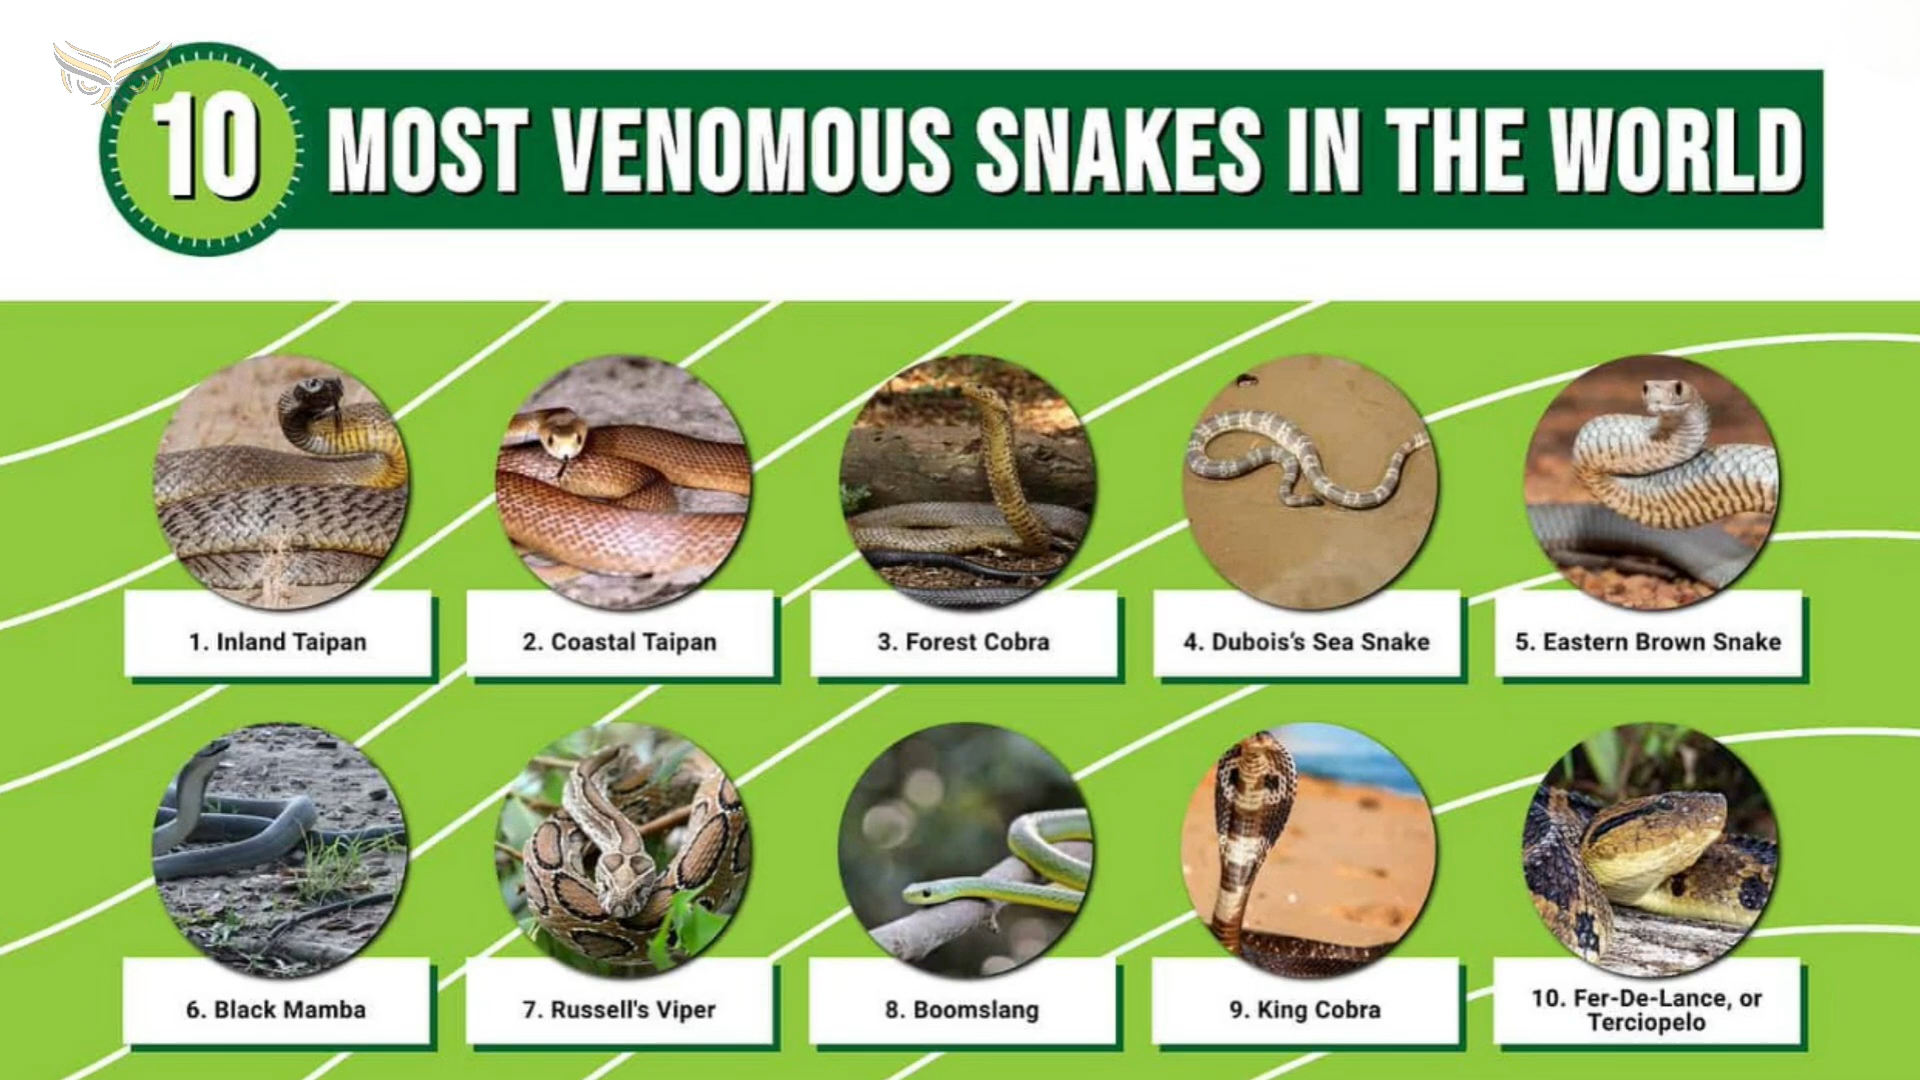 10 MOST VENOMOUS SNAKES IN THE WORLD
1. Inland Taipan
2. Coastal Taipan
3. Forest Cobra
4. Dubois’s Sea Snake
5. Eastern Brown Snake
6. Black Mamba
7. Russell's Viper
8. Boomslang
9. King Cobra
10. Fer-De-Lance, or
Terciopelo